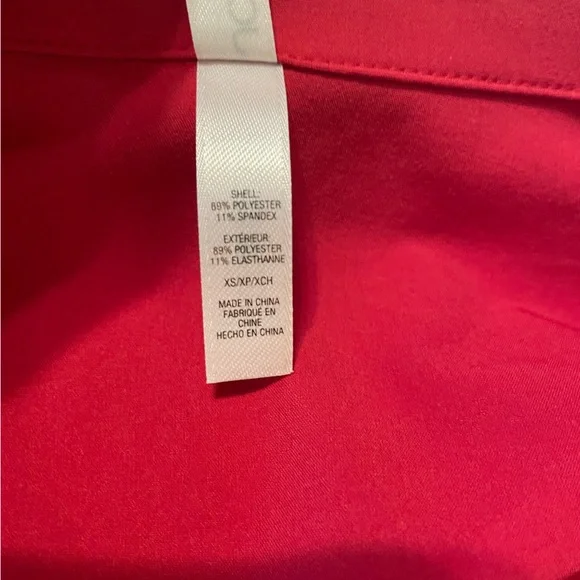 SHELL:
89% POLYESTER
11% SPANDEX
EXTÉRIEUR:
89% POLYESTER
11% ELASTHANNE
XS/XP/XCH
MADE IN CHINA
FABRIQUÉ EN
CHINE
HECHO EN CHINA